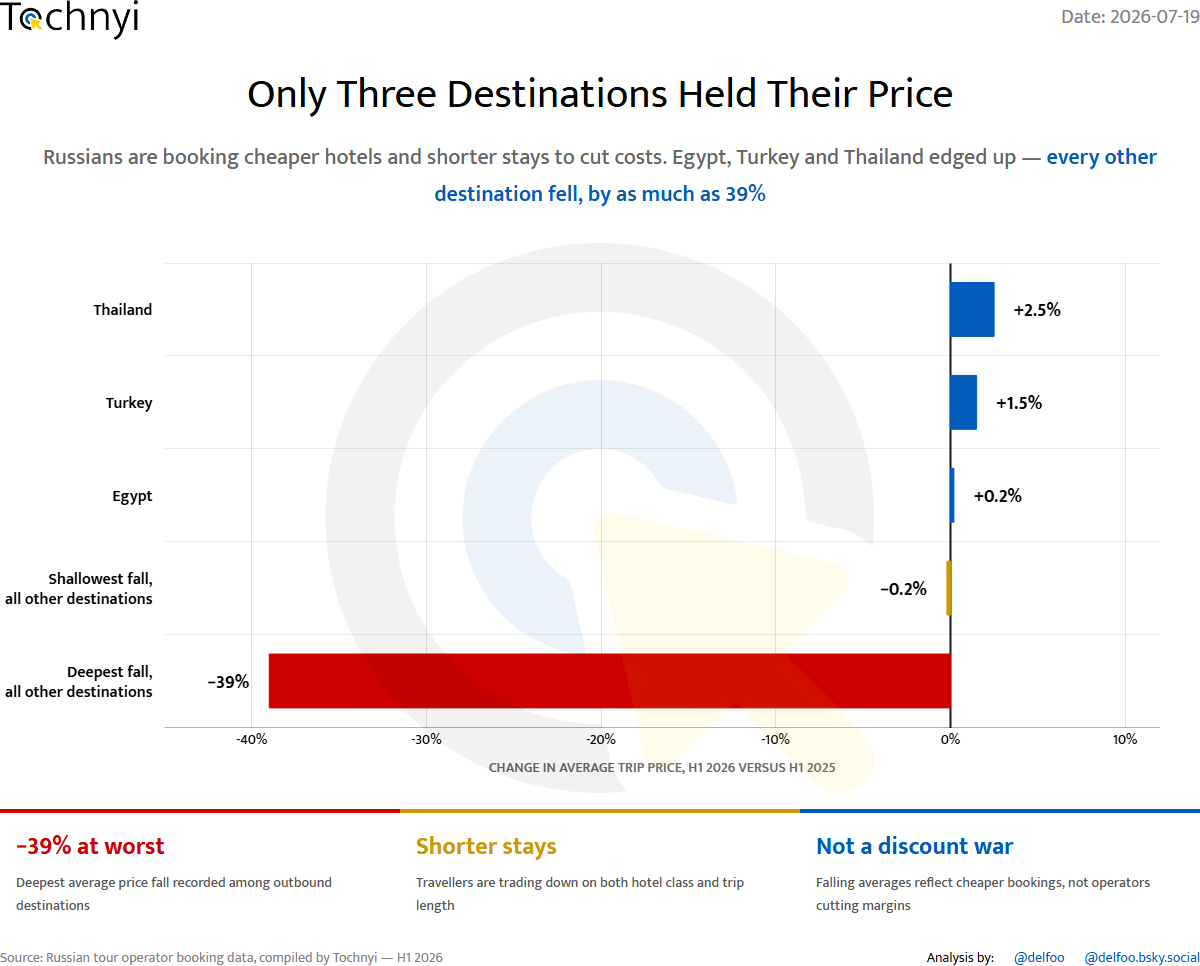 Tochnyi
Date: 2026-07-19
Only Three Destinations Held Their Price
Russians are booking cheaper hotels and shorter stays to cut costs. Egypt, Turkey and Thailand edged up — every other
destination fell, by as much as 39%
Thailand
+2.5%
Turkey
+1.5%
Egypt
+0.2%
Shallowest fall,
all other destinations
−0.2%
Deepest fall,
all other destinations
−39%
-40%
-30%
-20%
-10%
0%
10%
CHANGE IN AVERAGE TRIP PRICE, H1 2026 VERSUS H1 2025
−39% at worst
Deepest average price fall recorded among outbound
destinations
Shorter stays
Travellers are trading down on both hotel class and trip
length
Not a discount war
Falling averages reflect cheaper bookings, not operators
cutting margins
Source: Russian tour operator booking data, compiled by Tochnyi — H1 2026
Analysis by: @delfoo @delfoo.bsky.social